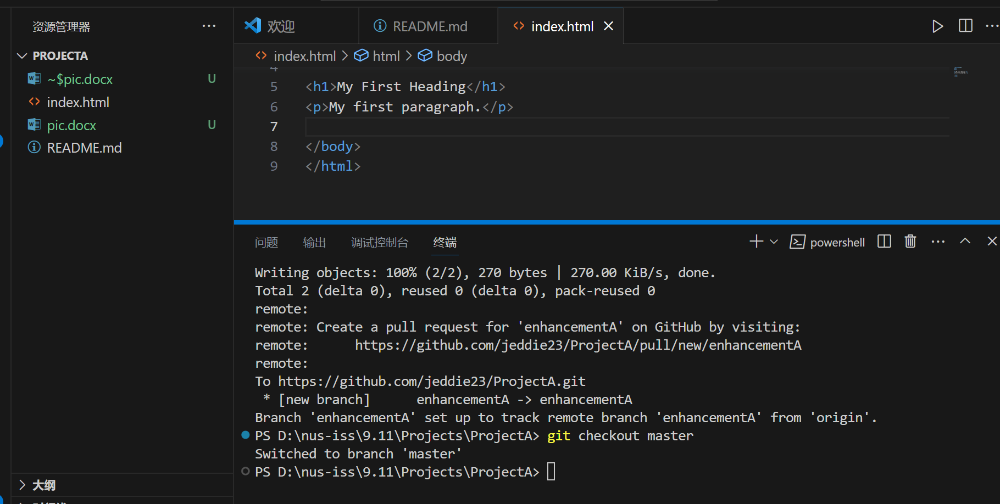 资源管理器
PROJECTA
~$pic.docx U
index.html
pic.docx U
README.md
大纲
欢迎
README.md
index.html
index.html > html > body
4
5 <h1>My First Heading</h1>
6 <p>My first paragraph.</p>
7
8 </body>
9 </html>
问题 输出 调试控制台 终端
powershell
Writing objects: 100% (2/2), 270 bytes | 270.00 KiB/s, done.
Total 2 (delta 0), reused 0 (delta 0), pack-reused 0
remote:
remote: Create a pull request for 'enhancementA' on GitHub by visiting:
remote:      https://github.com/jeddie23/ProjectA/pull/new/enhancementA
remote:
To https://github.com/jeddie23/ProjectA.git
 * [new branch]      enhancementA -> enhancementA
Branch 'enhancementA' set up to track remote branch 'enhancementA' from 'origin'.
PS D:\nus-iss\9.11\Projects\ProjectA> git checkout master
Switched to branch 'master'
PS D:\nus-iss\9.11\Projects\ProjectA>